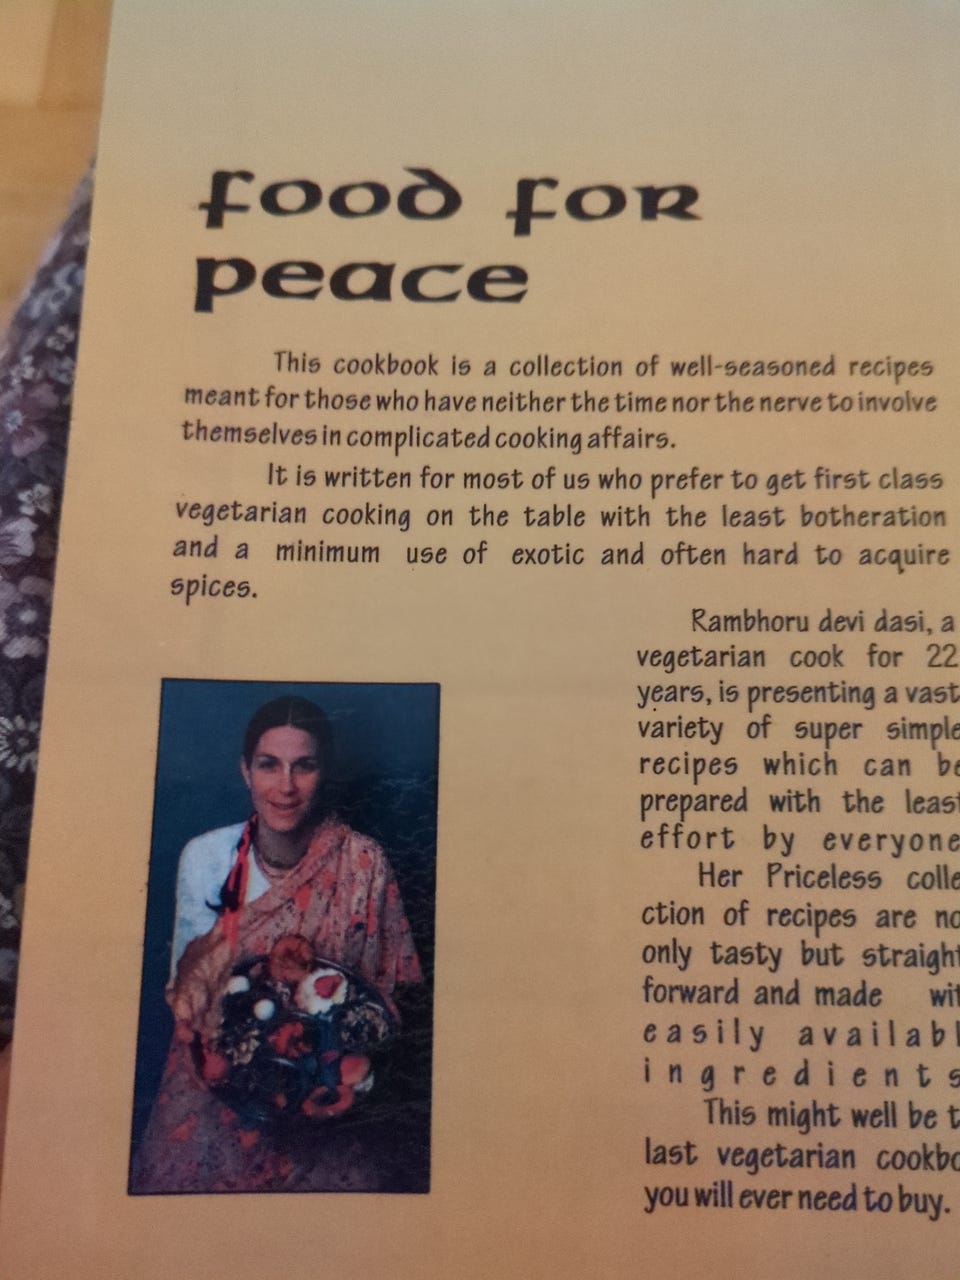 food for
peace
This cookbook is a collection of well-seasoned recipes
meant for those who have neither the time nor the nerve to involve
themselves in complicated cooking affairs.
It is written for most of us who prefer to get first class
vegetarian cooking on the table with the least botheration
and a minimum use of exotic and often hard to acquire
spices.
Rambhoru devi dasi, a
vegetarian cook for 22
years, is presenting a vast
variety of super simple
recipes which can be
prepared with the least
effort by everyone
Her Priceless colle
ction of recipes are no
only tasty but straight
forward and made wit
easily availabl
ingredients
This might well be t
last vegetarian cookbo
you will ever need to buy.